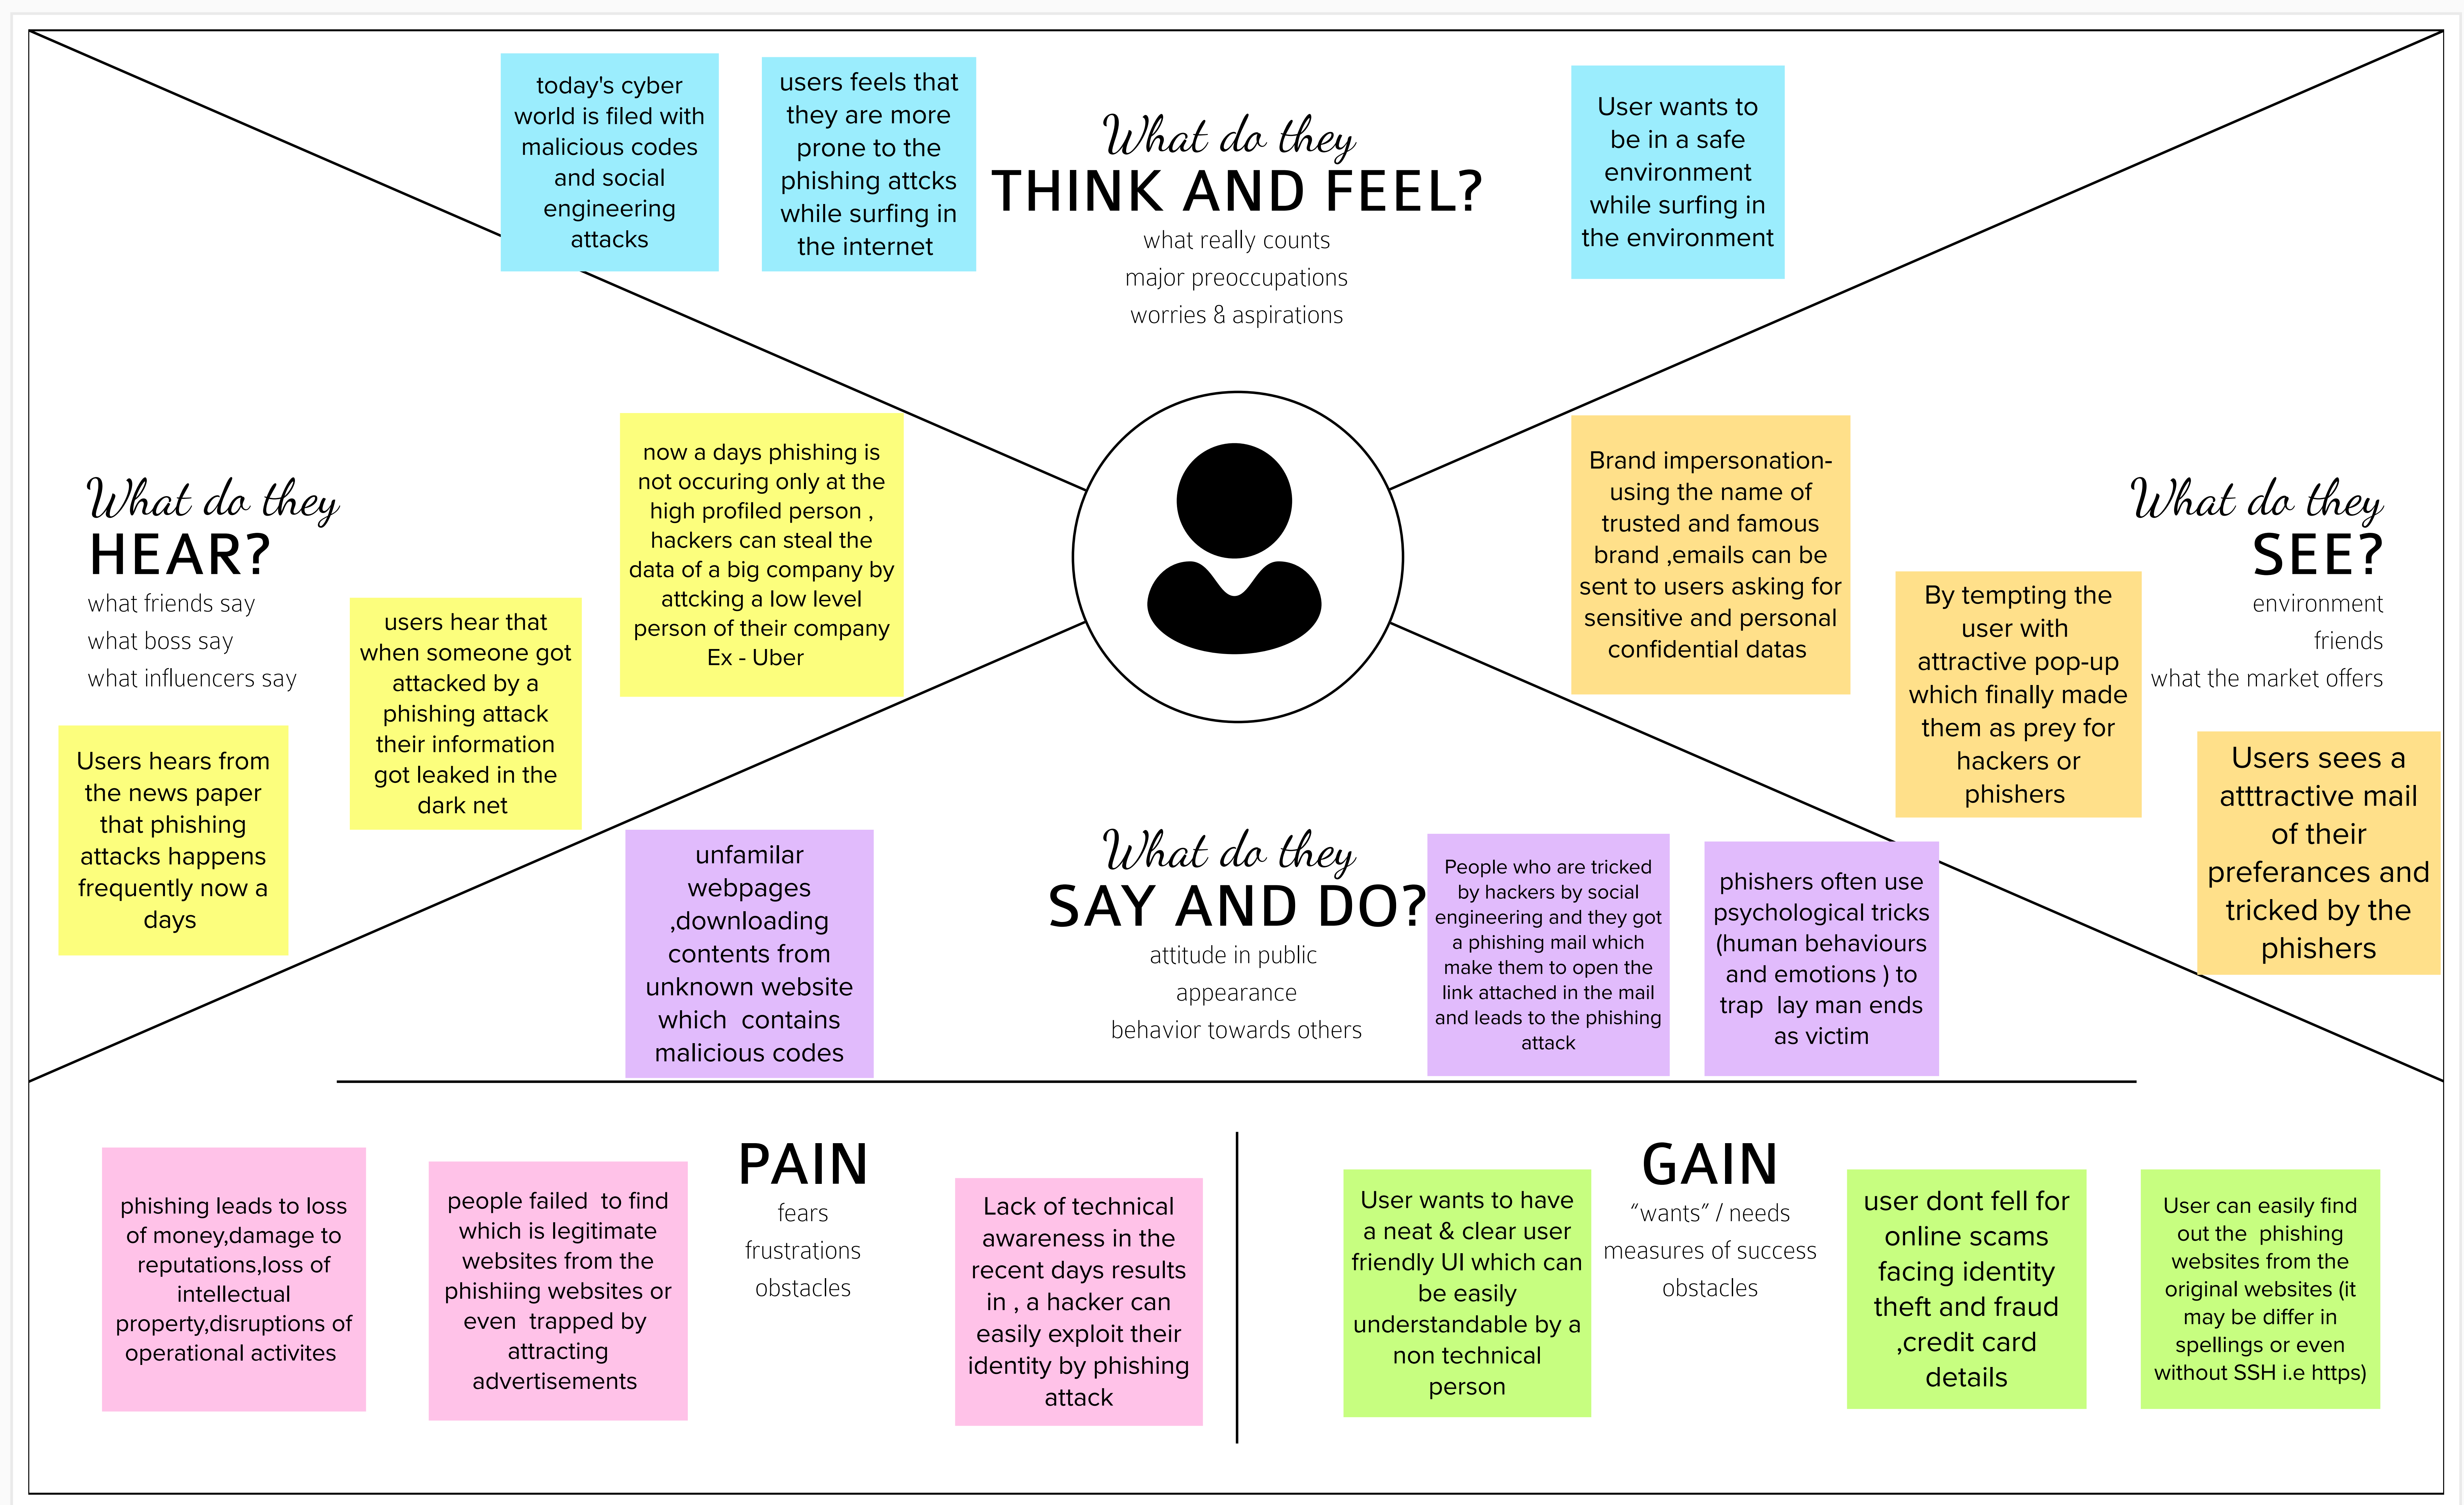 today's cyber
world is filed with
malicious codes
and social
engineering
attacks
users feels that
they are more
prone to the
phishing attcks
while surfing in
the internet
What do they
THINK AND FEEL?
what really counts
major preoccupations
worries & aspirations
User wants to
be in a safe
environment
while surfing in
the environment
What do they
HEAR?
what friends say
what boss say
what influencers say
Users hears from
the news paper
that phishing
attacks happens
frequently now a
days
users hear that
when someone got
attacked by a
phishing attack
their information
got leaked in the
dark net
now a days phishing is
not occuring only at the
high profiled person ,
hackers can steal the
data of a big company by
attcking a low level
person of their company
Ex - Uber
Brand impersonation-
using the name of
trusted and famous
brand ,emails can be
sent to users asking for
sensitive and personal
confidential datas
By tempting the
user with
attractive pop-up
which finally made
them as prey for
hackers or
phishers
What do they
SEE?
environment
friends
what the market offers
Users sees a
atttractive mail
of their
preferances and
tricked by the
phishers
unfamilar
webpages
,downloading
contents from
unknown website
which contains
malicious codes
What do they
SAY AND DO?
attitude in public
appearance
behavior towards others
People who are tricked
by hackers by social
engineering and they got
a phishing mail which
make them to open the
link attached in the mail
and leads to the phishing
attack
phishers often use
psychological tricks
(human behaviours
and emotions ) to
trap lay man ends
as victim
phishing leads to loss
of money,damage to
reputations,loss of
intellectual
property,disruptions of
operational activites
people failed to find
which is legitimate
websites from the
phishiing websites or
even trapped by
attracting
advertisements
PAIN
fears
frustrations
obstacles
Lack of technical
awareness in the
recent days results
in , a hacker can
easily exploit their
identity by phishing
attack
User wants to have
a neat & clear user
friendly UI which can
be easily
understandable by a
non technical
person
GAIN
“wants” / needs
measures of success
obstacles
user dont fell for
online scams
facing identity
theft and fraud
,credit card
details
User can easily find
out the phishing
websites from the
original websites (it
may be differ in
spellings or even
without SSH i.e https)